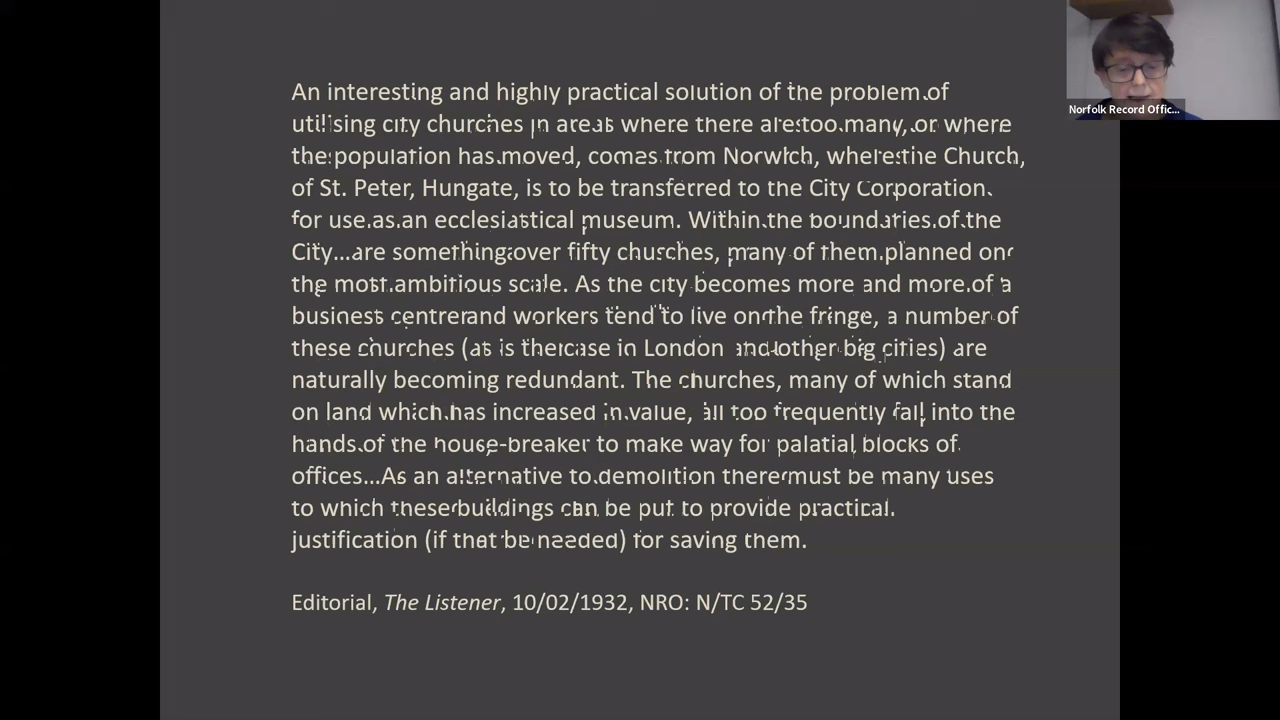 An interesting and highly practical solution of the problem of
utilising city churches in areas where there are too many, or where
the population has moved, comes from Norwich, where the Church,
of St. Peter, Hungate, is to be transferred to the City Corporation
for use as an ecclesiastical museum. Within the boundaries of the
City...are something over fifty churches, many of them planned on
the most ambitious scale. As the city becomes more and more of a
business centre and workers tend to live on the fringe, a number of
these churches (as is the case in London and other big cities) are
naturally becoming redundant. The churches, many of which stand
on land which has increased in value, all too frequently fall into the
hands of the house-breaker to make way for palatial blocks of
offices...As an alternative to demolition there must be many uses
to which these buildings can be put to provide practical
justification (if that be needed) for saving them.
Editorial, The Listener, 10/02/1932, NRO: N/TC 52/35
Norfolk Record Offic...